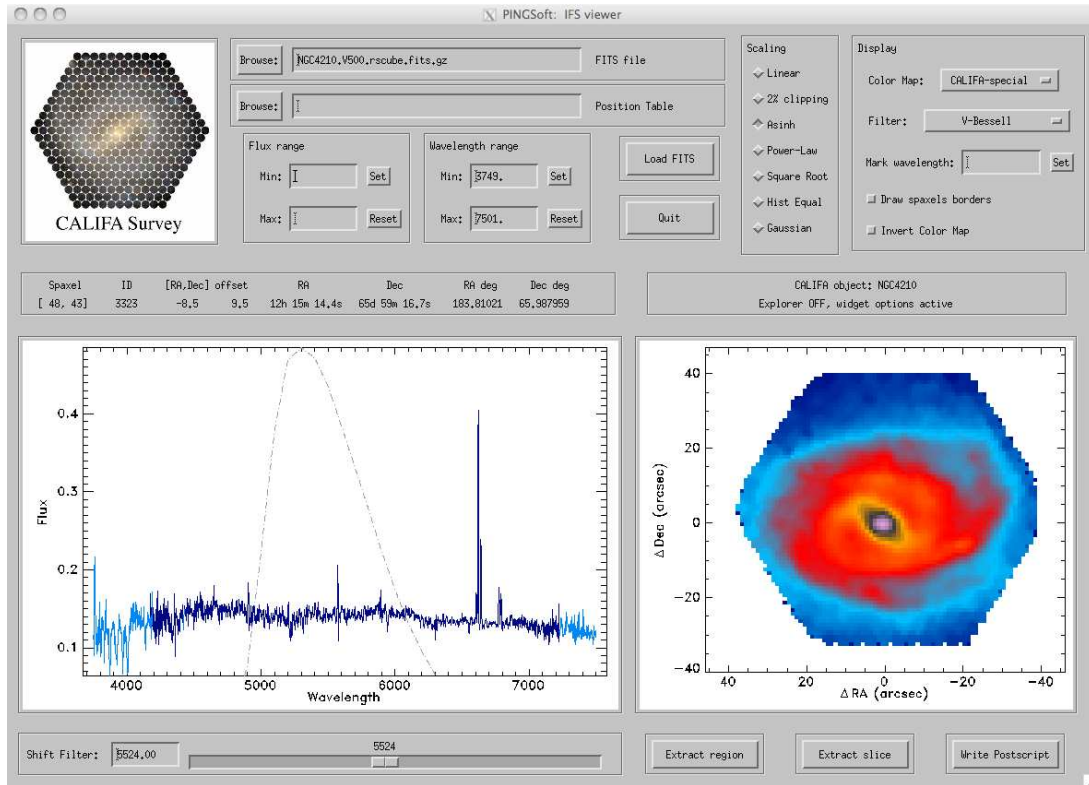 PINGSoft: IFS viewer
CALIFA Survey
Browse: NGC4210.V500.rscube.fits.gz FITS file
Browse: Position Table
Flux range
Min: Set
Max: Reset
Wavelength range
Min: 3749. Set
Max: 7501. Reset
Load FITS
Quit
Scaling
Linear
2% clipping
Asinh
Power-Law
Square Root
Hist Equal
Gaussian
Display
Color Map: CALIFA-special
Filter: V-Bessell
Mark wavelength: Set
Draw spaxels borders
Invert Color Map
Spaxel ID [RA,Dec] offset RA Dec RA deg Dec deg
[ 48, 43] 3323 -8.5 9.5 12h 15m 14.4s 65d 59m 16.7s 183.81021 65.987959
CALIFA object: NGC4210
Explorer OFF, widget options active
Flux
0.4
0.3
0.2
0.1
4000 5000 6000 7000
Wavelength
Δ Dec (arcsec)
40
20
0
-20
-40
40 20 0 -20 -40
Δ RA (arcsec)
Shift Filter: 5524.00
5524
Extract region
Extract slice
Write Postscript